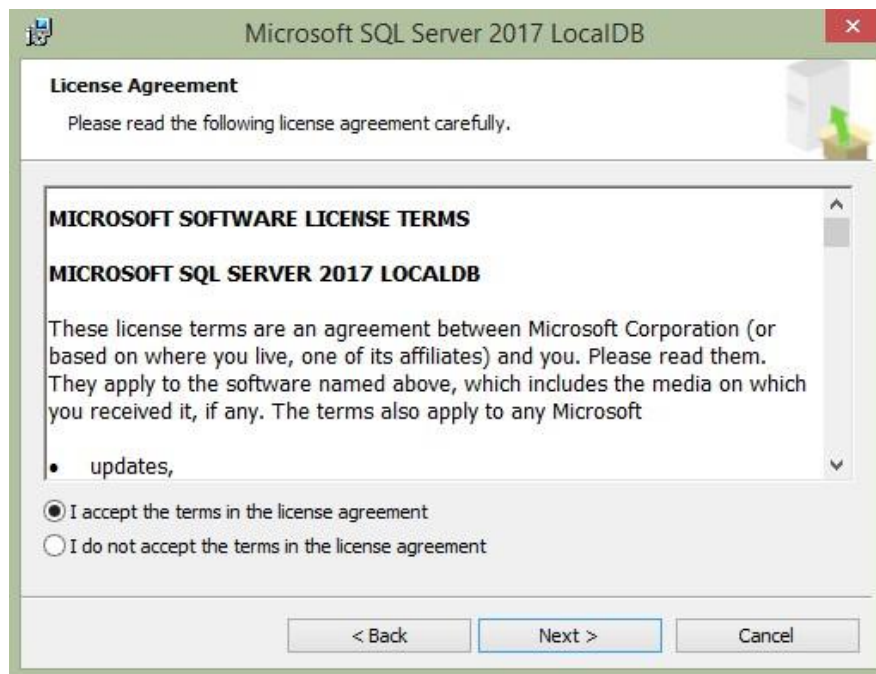 Microsoft SQL Server 2017 LocalDB
License Agreement
Please read the following license agreement carefully.
MICROSOFT SOFTWARE LICENSE TERMS
MICROSOFT SQL SERVER 2017 LOCALDB
These license terms are an agreement between Microsoft Corporation (or
based on where you live, one of its affiliates) and you. Please read them.
They apply to the software named above, which includes the media on which
you received it, if any. The terms also apply to any Microsoft
• updates,
I accept the terms in the license agreement
I do not accept the terms in the license agreement
< Back
Next >
Cancel